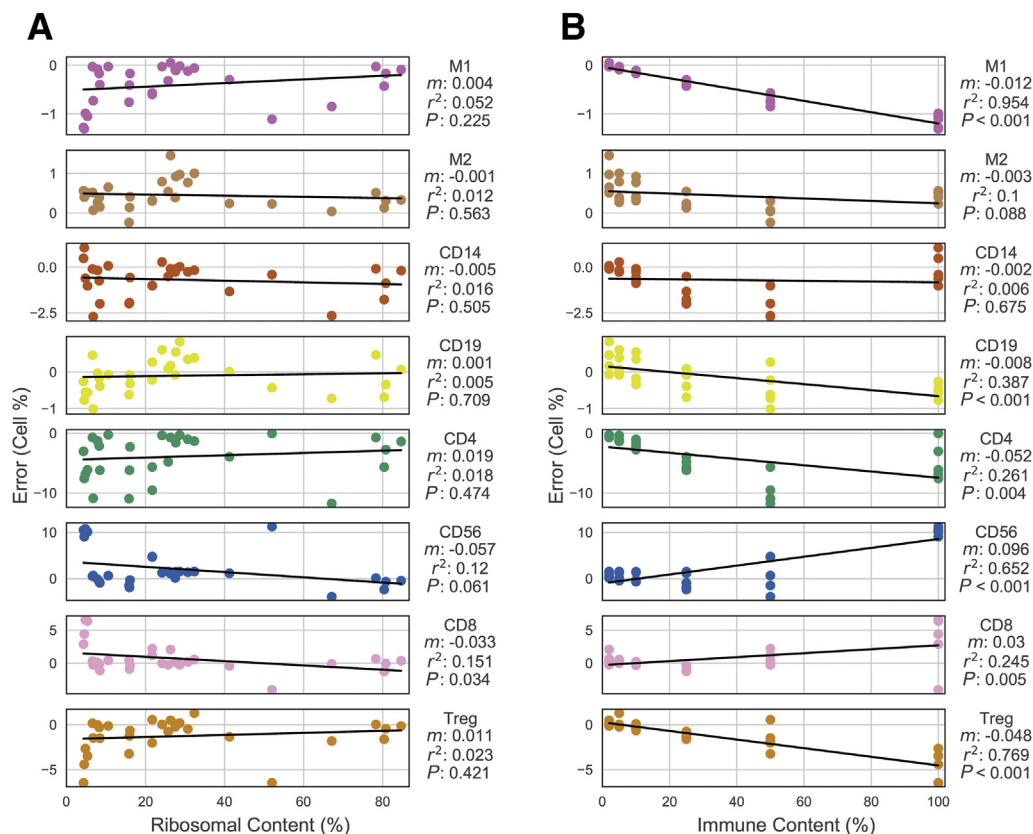 A
B
0
−1
M1
m: 0.004
r²: 0.052
P: 0.225
M1
m: -0.012
r²: 0.954
P < 0.001
1
0
M2
m: -0.001
r²: 0.012
P: 0.563
M2
m: -0.003
r²: 0.1
P: 0.088
0.0
−2.5
CD14
m: -0.005
r²: 0.016
P: 0.505
CD14
m: -0.002
r²: 0.006
P: 0.675
0
−1
CD19
m: 0.001
r²: 0.005
P: 0.709
CD19
m: -0.008
r²: 0.387
P < 0.001
Error (Cell %)
Error (Cell %)
0
−10
CD4
m: 0.019
r²: 0.018
P: 0.474
CD4
m: -0.052
r²: 0.261
P: 0.004
10
0
CD56
m: -0.057
r²: 0.12
P: 0.061
CD56
m: 0.096
r²: 0.652
P < 0.001
5
0
CD8
m: -0.033
r²: 0.151
P: 0.034
CD8
m: 0.03
r²: 0.245
P: 0.005
0
−5
Treg
m: 0.011
r²: 0.023
P: 0.421
Treg
m: -0.048
r²: 0.769
P < 0.001
0 20 40 60 80
0 20 40 60 80 100
Ribosomal Content (%)
Immune Content (%)